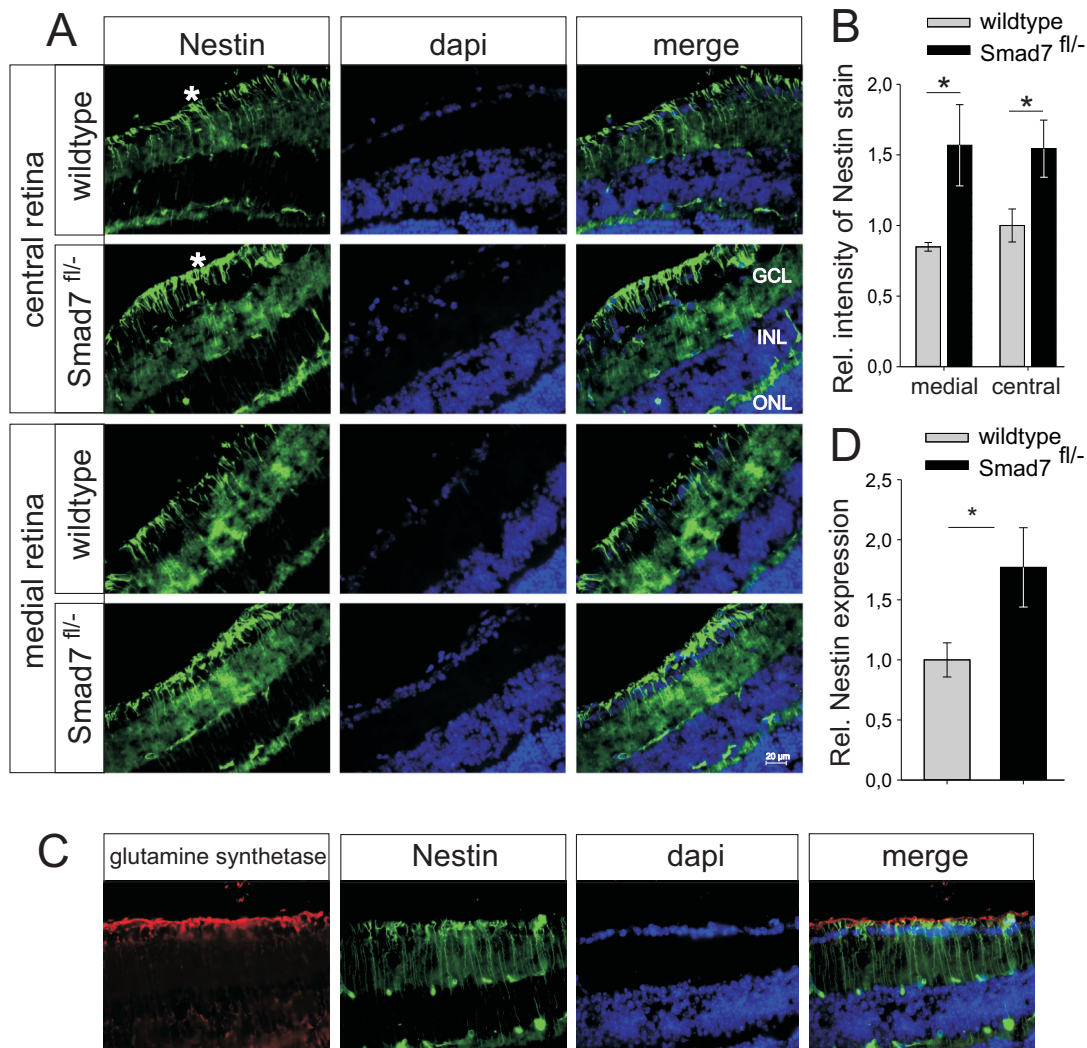 A
Nestin
dapi
merge
central retina
wildtype
*
Smad7 fl/-
*
GCL
INL
ONL
medial retina
wildtype
Smad7 fl/-
20 µm
B
wildtype
Smad7 fl/-
Rel. intensity of Nestin stain
2,0
1,5
1,0
0,5
0,0
*
*
medial
central
D
wildtype
Smad7 fl/-
Rel. Nestin expression
2,5
2,0
1,5
1,0
0,5
0,0
*
C
glutamine synthetase
Nestin
dapi
merge